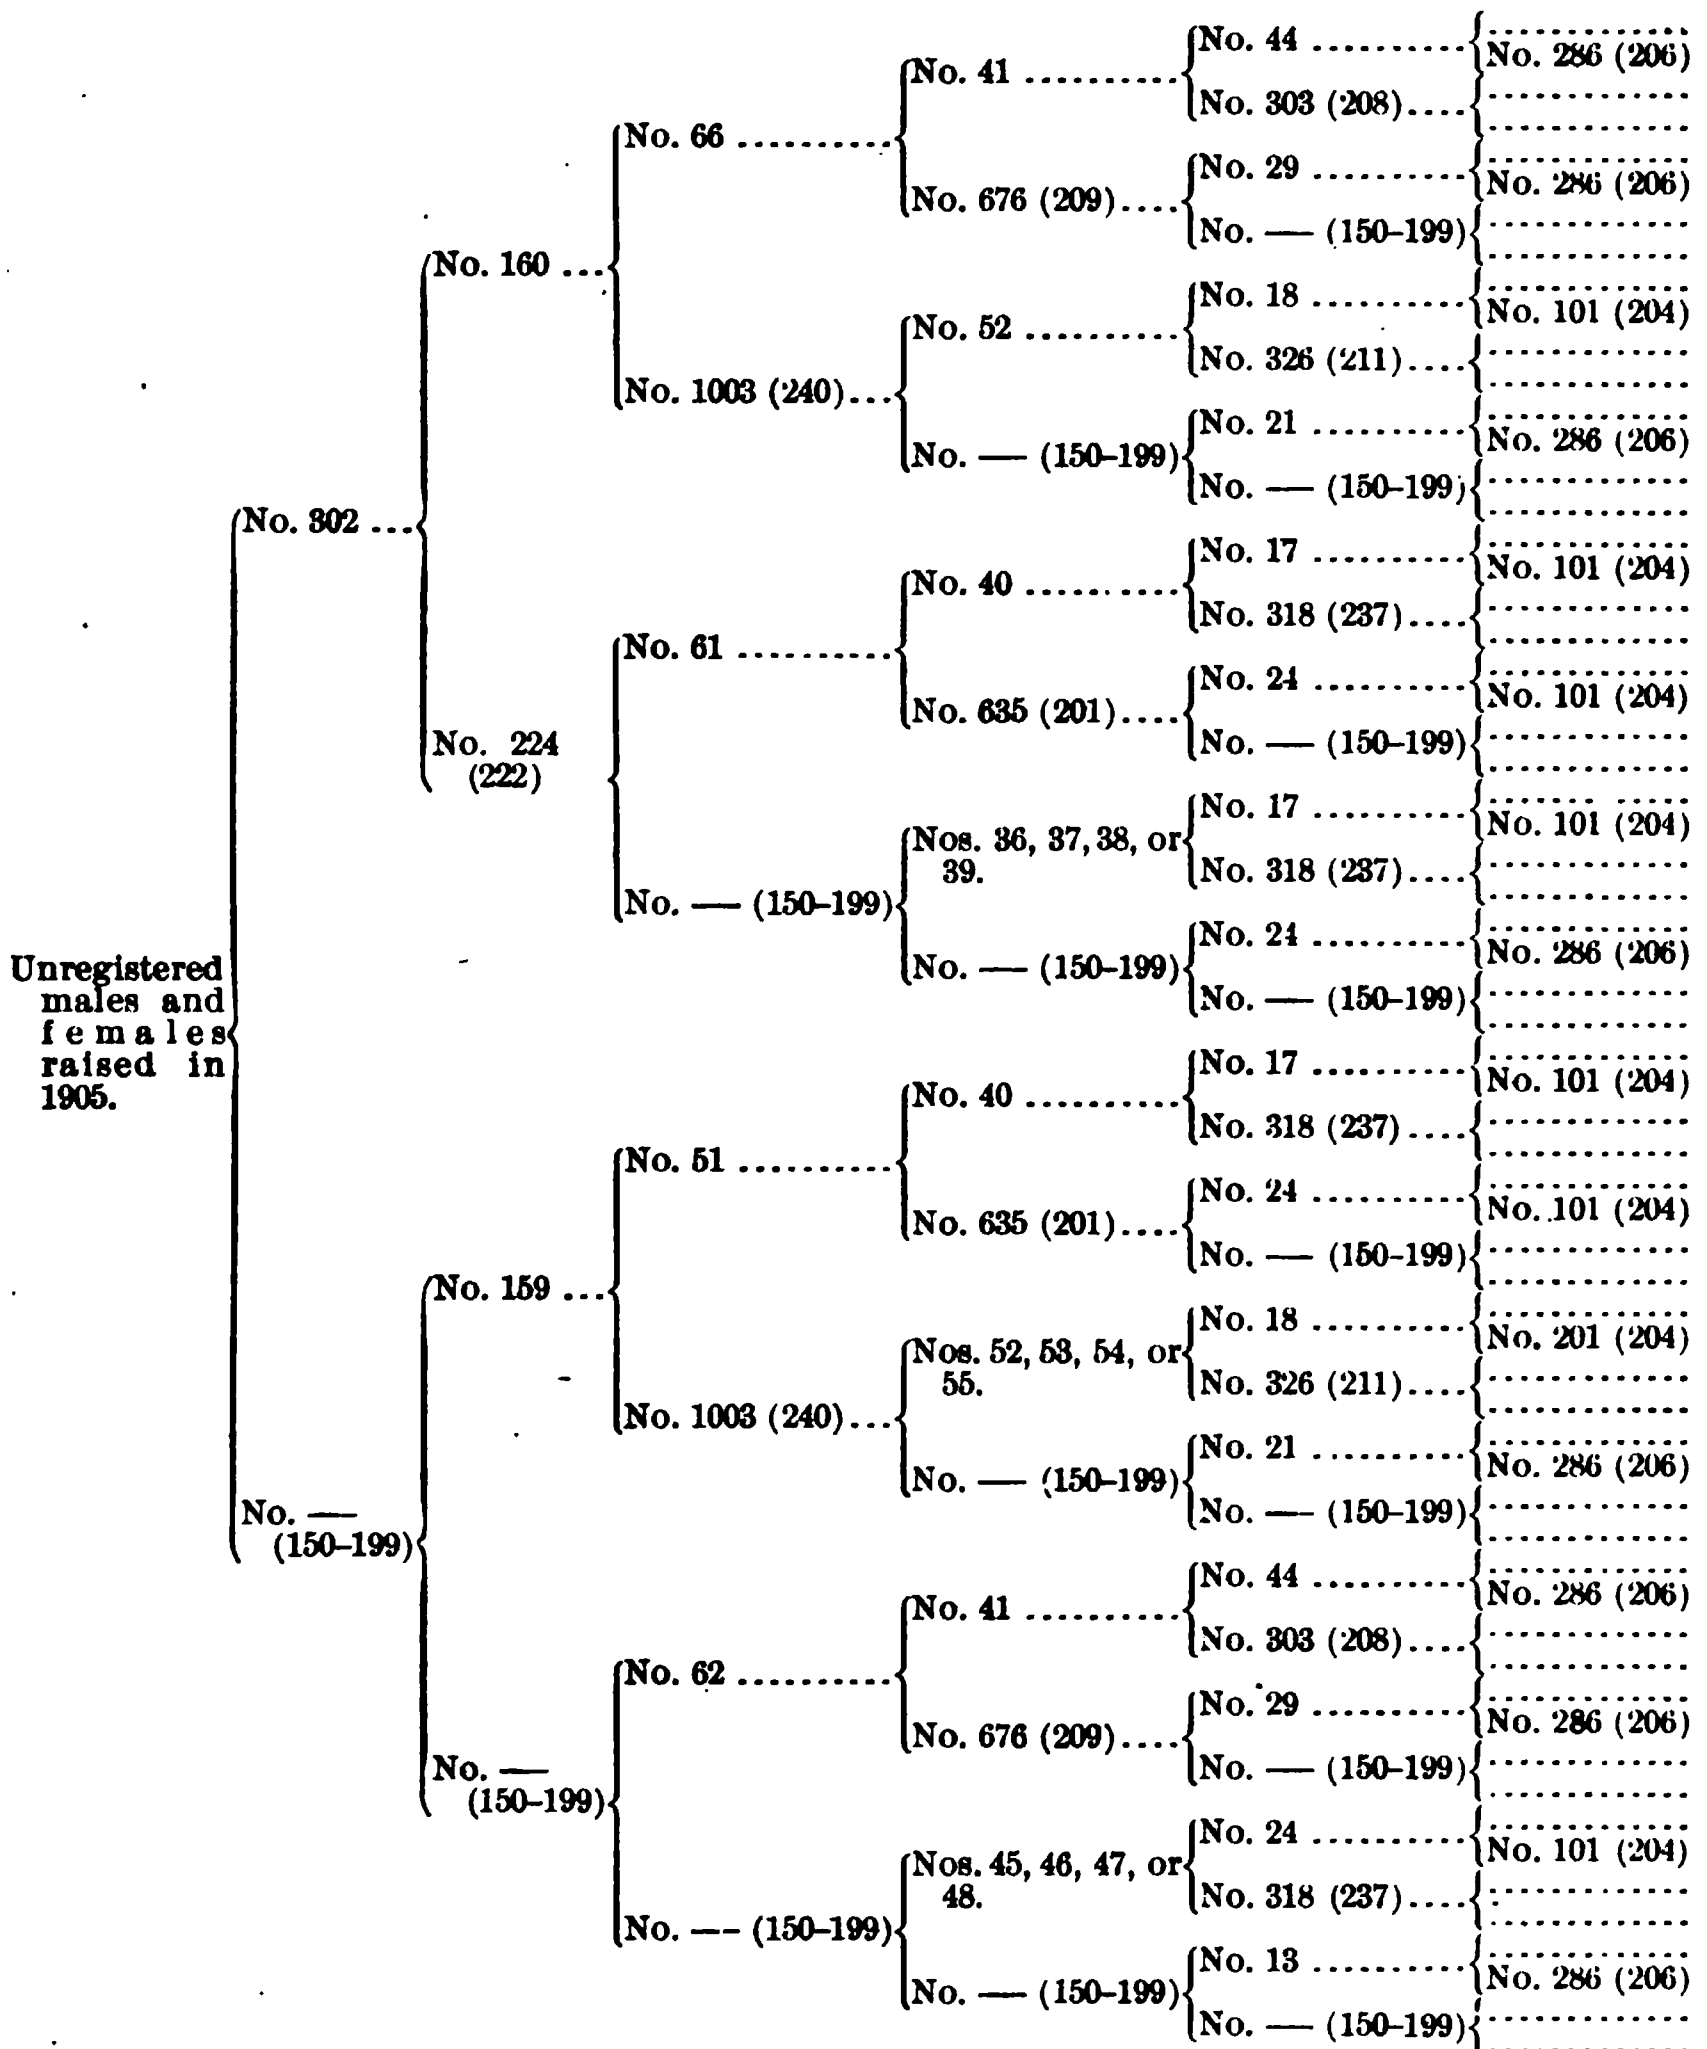 Unregistered
males and
females
raised in
1905.
No. 302 ....
No. —
(150–199)
No. 160 ...
No. 224
(222)
No. 159 ...
No. —
(150–199)
No. 66 ..........
No. 1003 (240)...
No. 61 ..........
No. — (150–199)
No. 51 ..........
No. 1003 (240)...
No. 62 ..........
No. –– (150–199)
No. 41 ..........
No. 676 (209)....
No. 52 ..........
No. — (150–199)
No. 40 ..........
No. 635 (201)....
Nos. 36, 37, 38, or
39.
No. — (150–199)
No. 40 ..........
No. 635 (201)....
Nos. 52, 53, 54, or
55.
No. — (150–199)
No. 41 ..........
No. 676 (209)....
Nos. 45, 46, 47, or
48.
No. — (150–199)
No. 44 ..........
No. 303 (208)....
No. 29 ..........
No. — (150–199)
No. 18 ..........
No. 326 (211)....
No. 21 ..........
No. — (150–199)
No. 17 ..........
No. 318 (237)....
No. 24 ..........
No. — (150–199)
No. 17 ..........
No. 318 (237)....
No. 24 ..........
No. — (150–199)
No. 17 ..........
No. 318 (237)....
No. 24 ..........
No. — (150–199)
No. 18 ..........
No. 326 (211)....
No. 21 ..........
No. — (150–199)
No. 44 ..........
No. 303 (208)....
No. 29 ..........
No. — (150–199)
No. 24 ..........
No. 318 (237)....
No. 13 ..........
No. — (150–199)
No. 286 (206)
No. 286 (206)
No. 101 (204)
No. 286 (206)
No. 101 (204)
No. 101 (204)
No. 101 (204)
No. 286 (206)
No. 101 (204)
No. 101 (204)
No. 201 (204)
No. 286 (206)
No. 286 (206)
No. 286 (206)
No. 101 (204)
No. 286 (206)